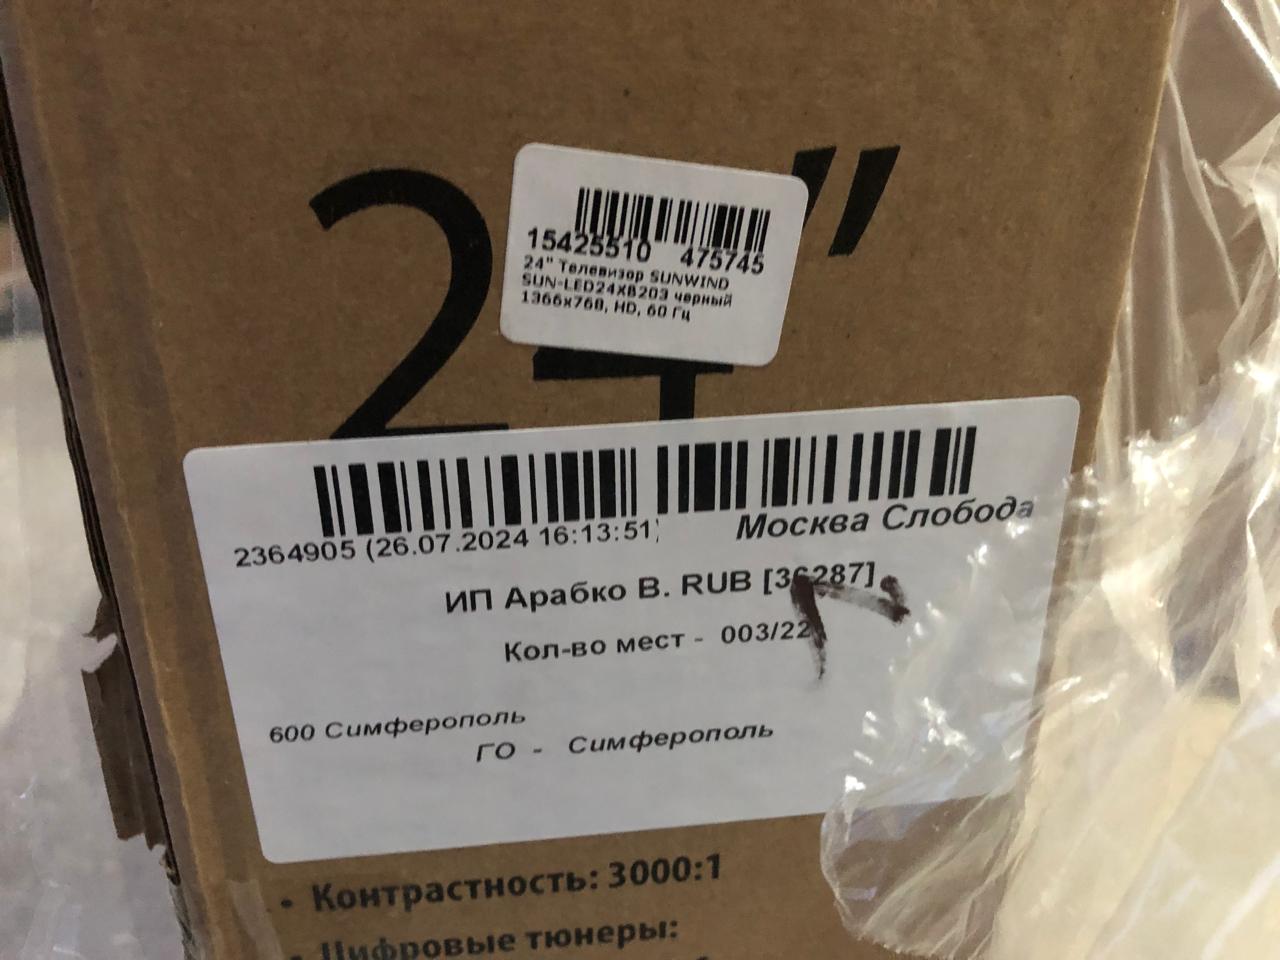 24"
15425510 475745
24" Телевизор SUNWIND
SUN-LED24XB203 черный
1366x768, HD, 60 Гц
2364905 (26.07.2024 16:13:51)
Москва Слобода
ИП Арабко В. RUB [36287]
Кол-во мест - 003/22
600 Симферополь
ГО - Симферополь
• Контрастность: 3000:1
• Цифровые тюнеры: